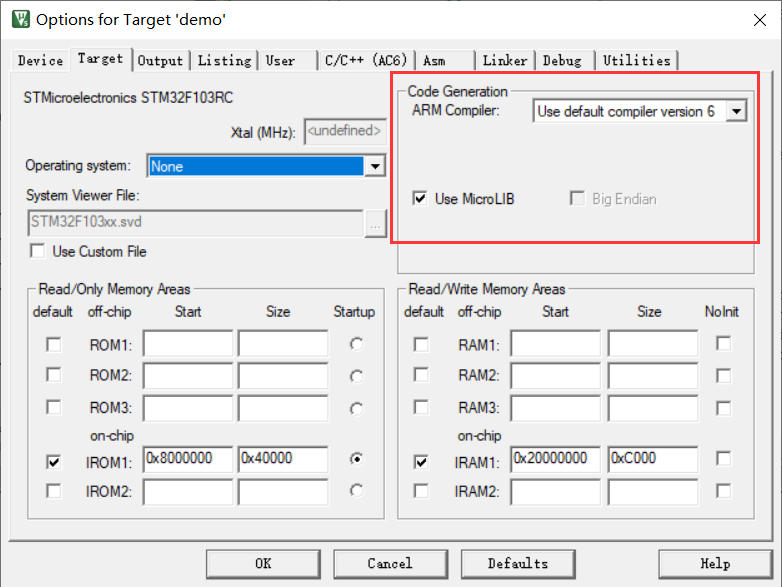 Options for Target 'demo'
Device Target Output Listing User C/C++ (AC6) Asm Linker Debug Utilities
STMicroelectronics STM32F103RC
Xtal (MHz): <undefined>
Operating system: None
System Viewer File:
STM32F103xx.svd ...
Use Custom File
Code Generation
ARM Compiler: Use default compiler version 6
Use MicroLIB Big Endian
Read/Only Memory Areas
default off-chip Start Size Startup
ROM1:
ROM2:
ROM3:
on-chip
IROM1: 0x8000000 0x40000
IROM2:
Read/Write Memory Areas
default off-chip Start Size NoInit
RAM1:
RAM2:
RAM3:
on-chip
IRAM1: 0x20000000 0xC000
IRAM2:
OK Cancel Defaults Help